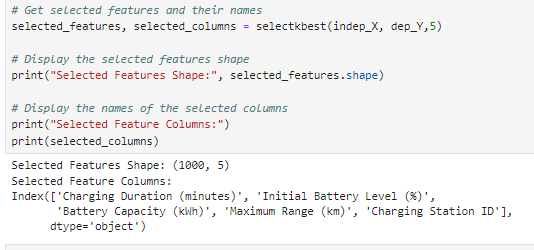 # Get selected features and their names
selected_features, selected_columns = selectkbest(indep_X, dep_Y,5)
# Display the selected features shape
print("Selected Features Shape:", selected_features.shape)
# Display the names of the selected columns
print("Selected Feature Columns:")
print(selected_columns)
Selected Features Shape: (1000, 5)
Selected Feature Columns:
Index(['Charging Duration (minutes)', 'Initial Battery Level (%)',
'Battery Capacity (kWh)', 'Maximum Range (km)', 'Charging Station ID'],
dtype='object')